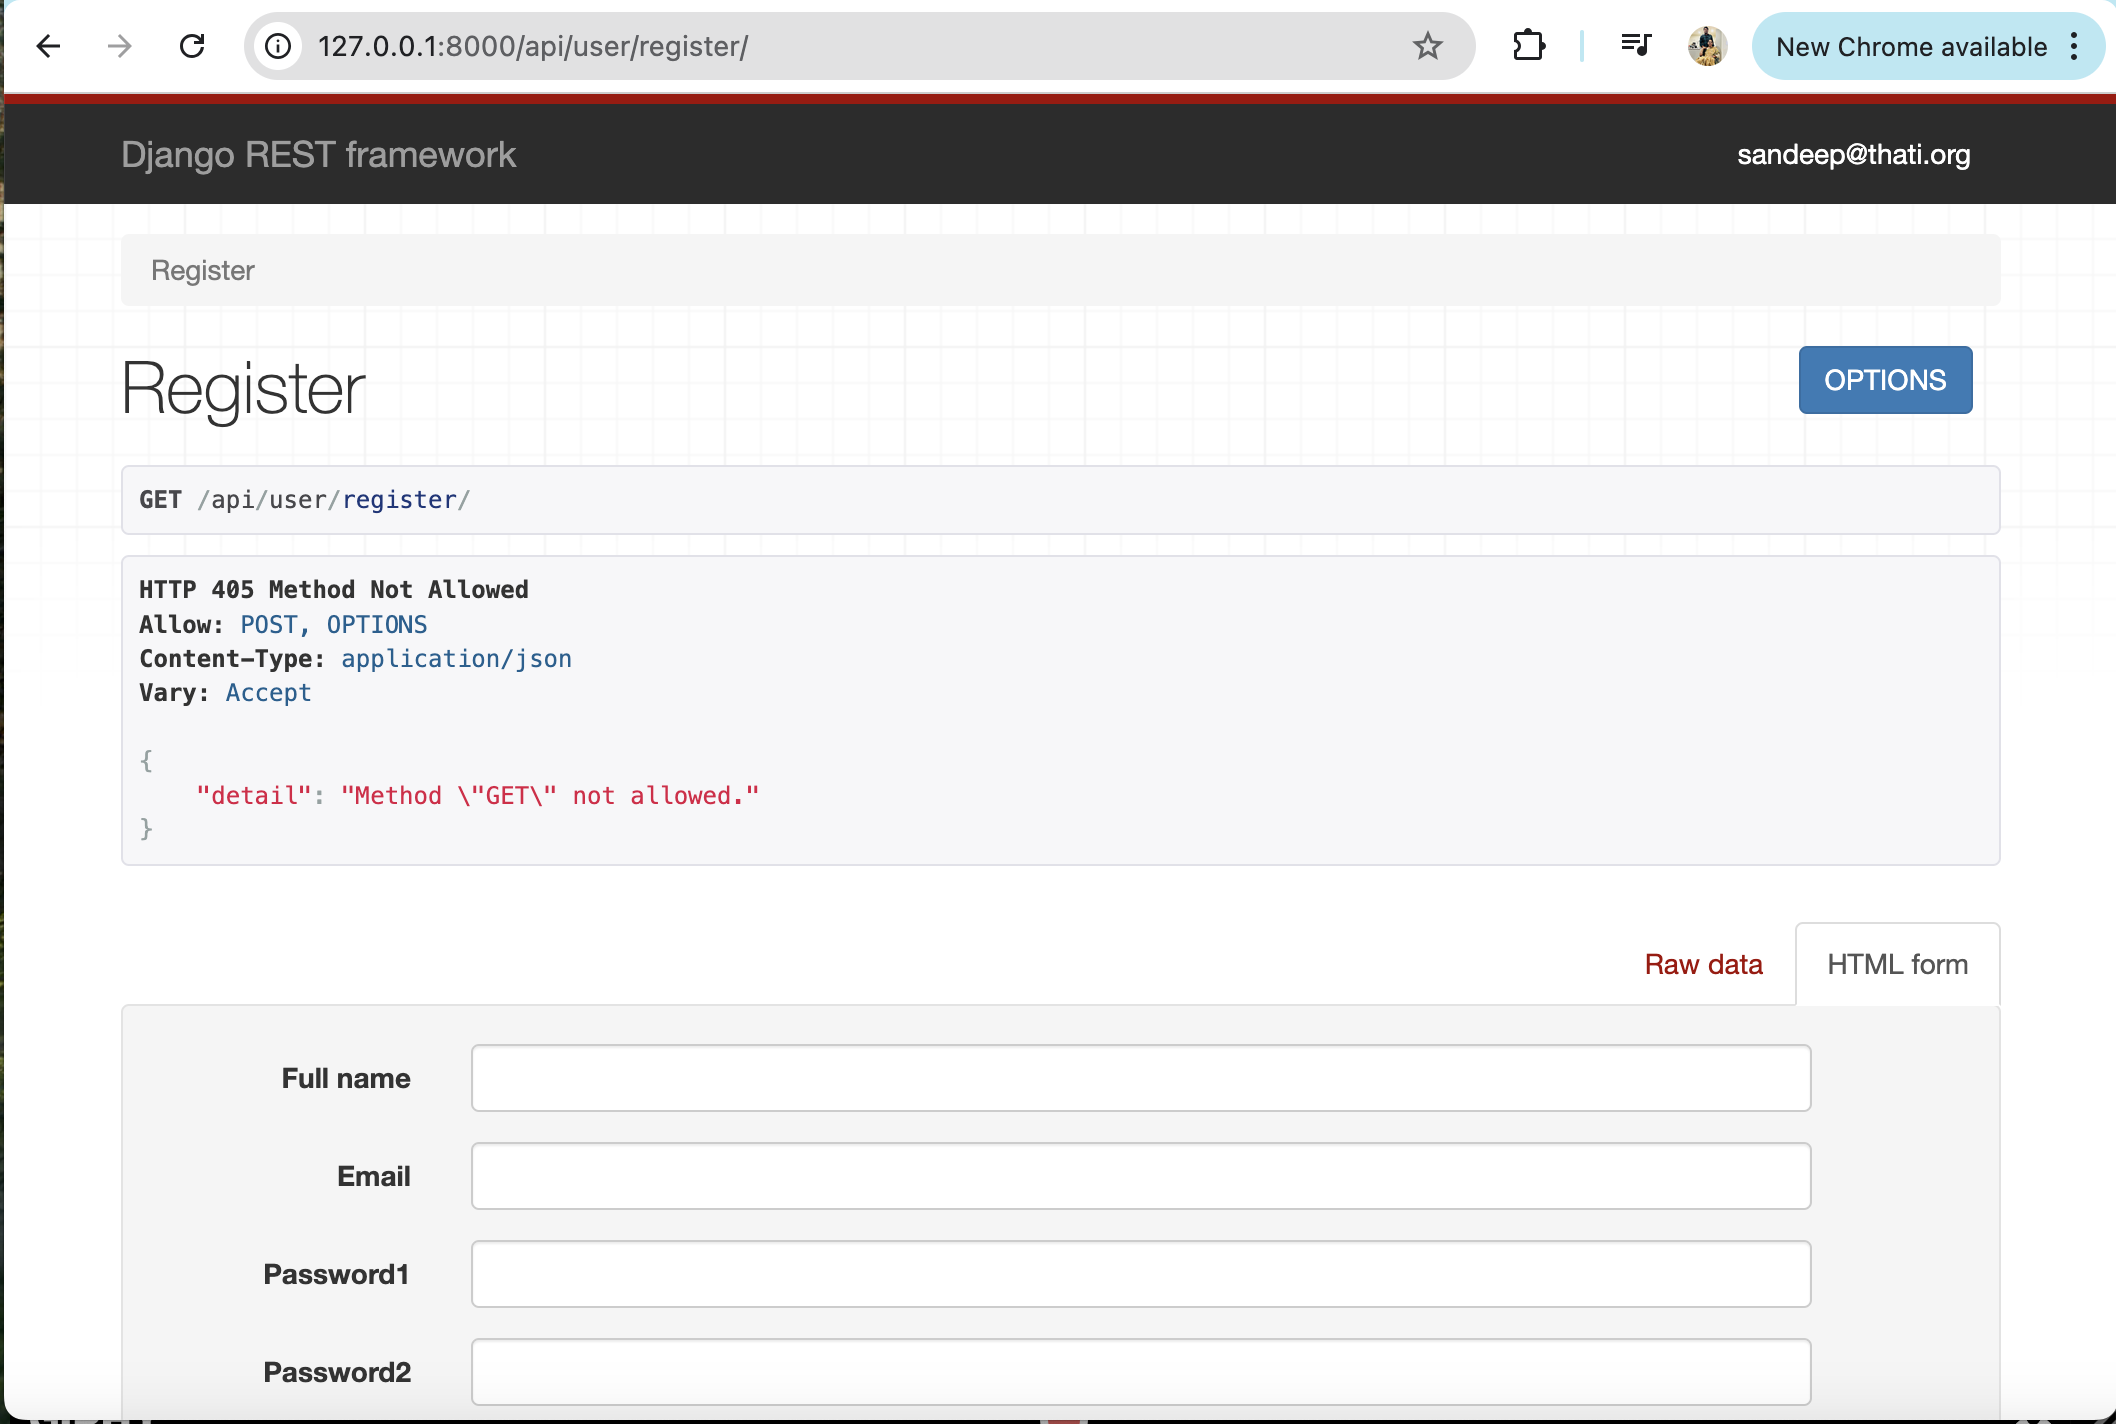 127.0.0.1:8000/api/user/register/
New Chrome available
Django REST framework
sandeep@thati.org
Register
Register
OPTIONS
GET /api/user/register/
HTTP 405 Method Not Allowed
Allow: POST, OPTIONS
Content-Type: application/json
Vary: Accept
{
"detail": "Method \"GET\" not allowed."
}
Raw data
HTML form
Full name
Email
Password1
Password2